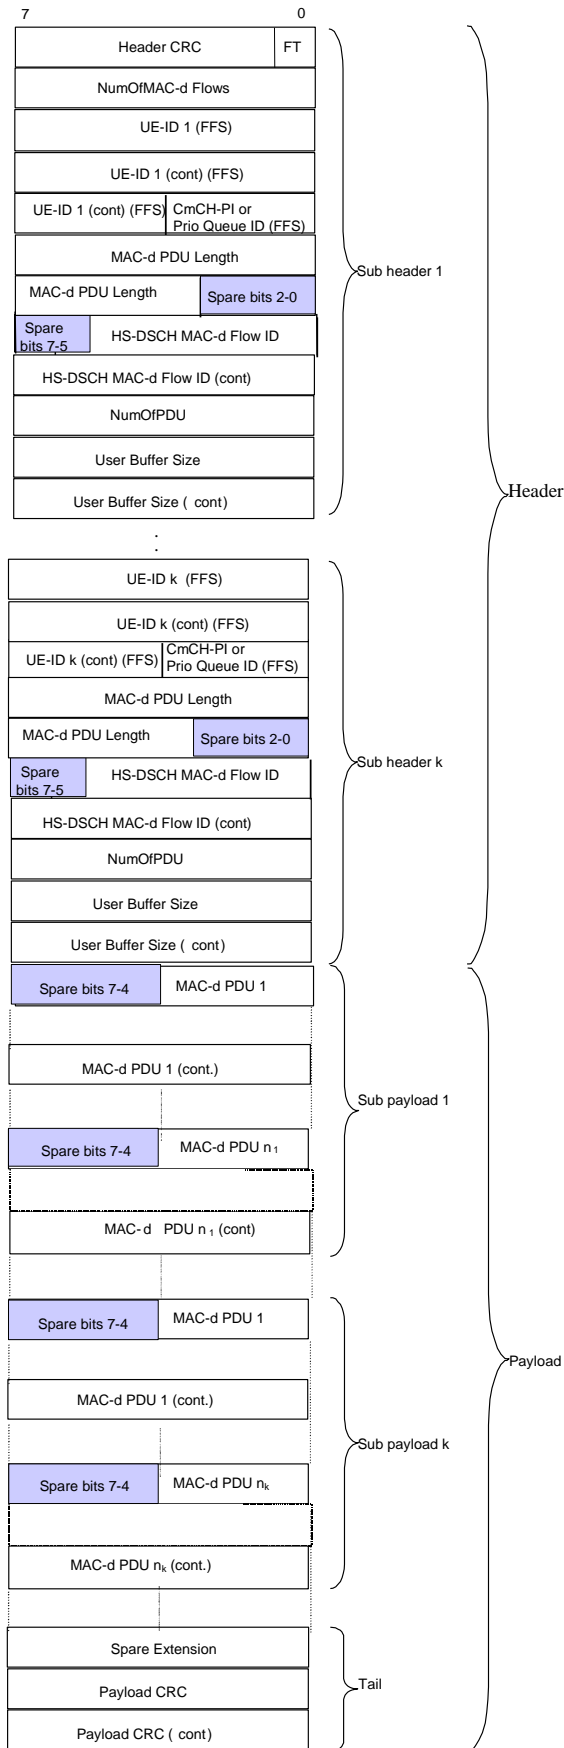 7 0
Header CRC FT
NumOfMAC-d Flows
UE-ID 1 (FFS)
UE-ID 1 (cont) (FFS)
UE-ID 1 (cont) (FFS) CmCH-PI or
Prio Queue ID (FFS)
MAC-d PDU Length
Sub header 1
MAC-d PDU Length Spare bits 2-0
Spare
bits 7-5 HS-DSCH MAC-d Flow ID
HS-DSCH MAC-d Flow ID (cont)
NumOfPDU
User Buffer Size
User Buffer Size ( cont)
Header
.
.
UE-ID k (FFS)
UE-ID k (cont) (FFS)
UE-ID k (cont) (FFS) CmCH-PI or
Prio Queue ID (FFS)
MAC-d PDU Length
MAC-d PDU Length Spare bits 2-0
Sub header k
Spare
bits 7-5 HS-DSCH MAC-d Flow ID
HS-DSCH MAC-d Flow ID (cont)
NumOfPDU
User Buffer Size
User Buffer Size ( cont)
Spare bits 7-4 MAC-d PDU 1
MAC-d PDU 1 (cont.)
Sub payload 1
Spare bits 7-4 MAC-d PDU n1
MAC- d PDU n 1 (cont)
Spare bits 7-4 MAC-d PDU 1
Payload
MAC-d PDU 1 (cont.)
Sub payload k
Spare bits 7-4 MAC-d PDU nk
MAC-d PDU nk (cont.)
Spare Extension
Tail
Payload CRC
Payload CRC ( cont)